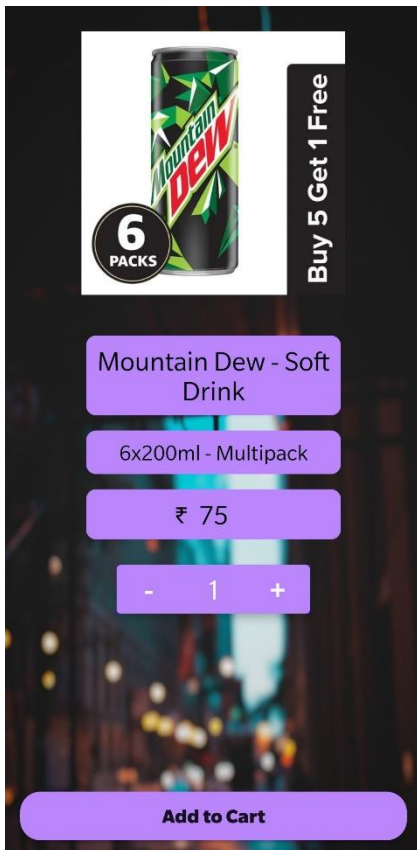 Mountain
Dew
6
PACKS
Buy 5 Get 1 Free
Mountain Dew - Soft
Drink
6x200ml - Multipack
₹ 75
- 1 +
Add to Cart